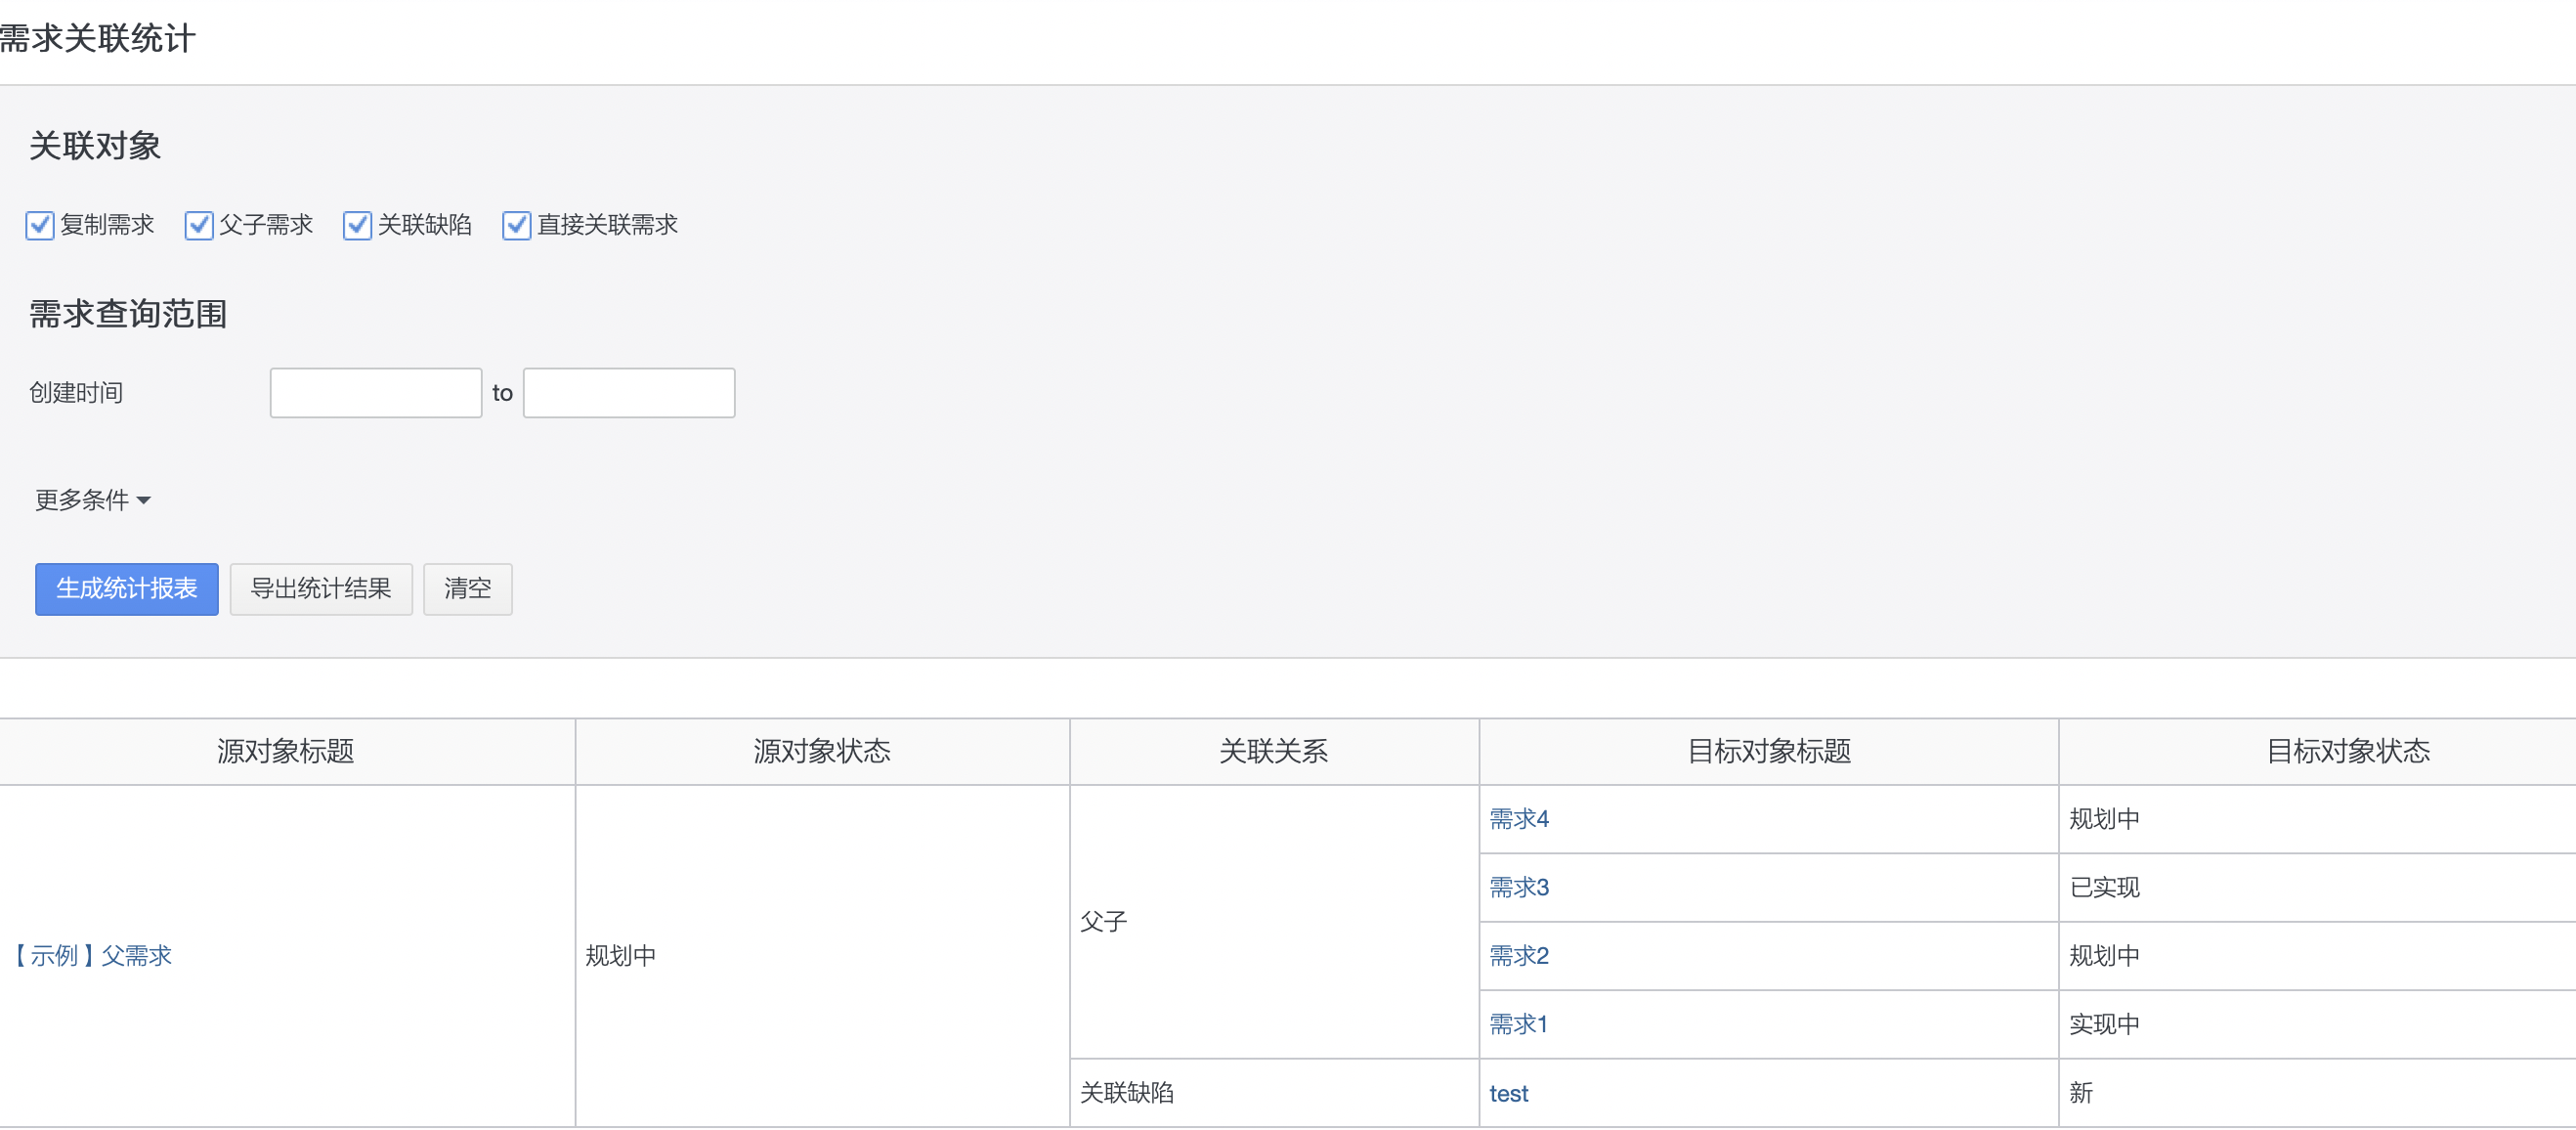 需求关联统计
关联对象
复制需求 父子需求 关联缺陷 直接关联需求
需求查询范围
创建时间 to
更多条件
生成统计报表 导出统计结果 清空
源对象标题 源对象状态 关联关系 目标对象标题 目标对象状态
【示例】父需求 规划中 父子 需求4 规划中
需求3 已实现
需求2 规划中
需求1 实现中
关联缺陷 test 新